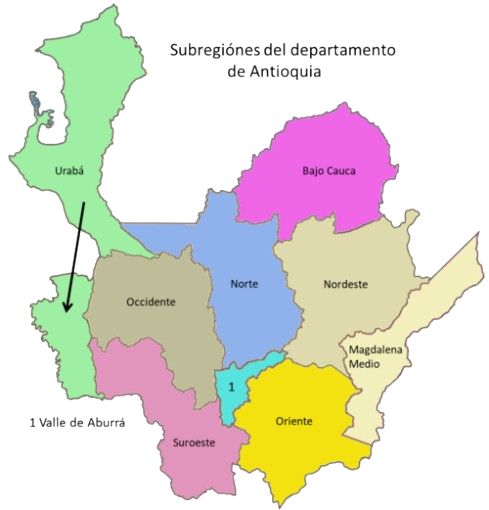 Subregiónes del departamento
de Antioquia
Urabá
Bajo Cauca
Occidente
Norte
Nordeste
Magdalena
Medio
1
1 Valle de Aburrá
Oriente
Suroeste